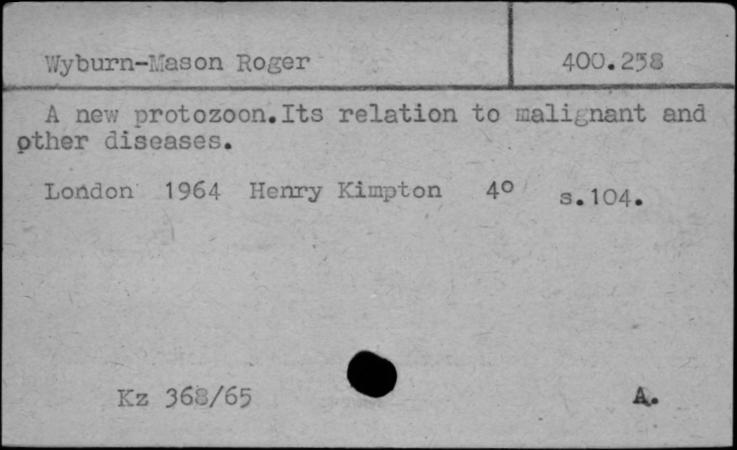 Wyburn-Mason Roger 400.258
A new protozoon.Its relation to malignant and
other diseases.
London 1964 Henry Kimpton 4° s.104.
Kz 368/65 A.